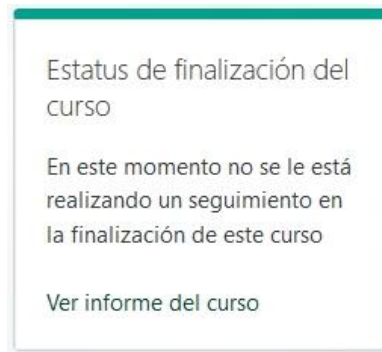 Estatus de finalización del
curso
En este momento no se le está
realizando un seguimiento en
la finalización de este curso
Ver informe del curso